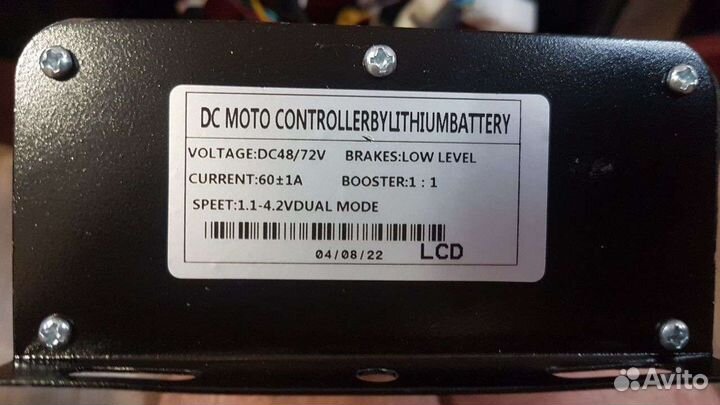 DC MOTO CONTROLLERBYLITHIUMBATTERY
VOLTAGE:DC48/72V BRAKES:LOW LEVEL
CURRENT:60±1A BOOSTER:1 : 1
SPEET:1.1-4.2VDUAL MODE
04/08/22 LCD
Avito